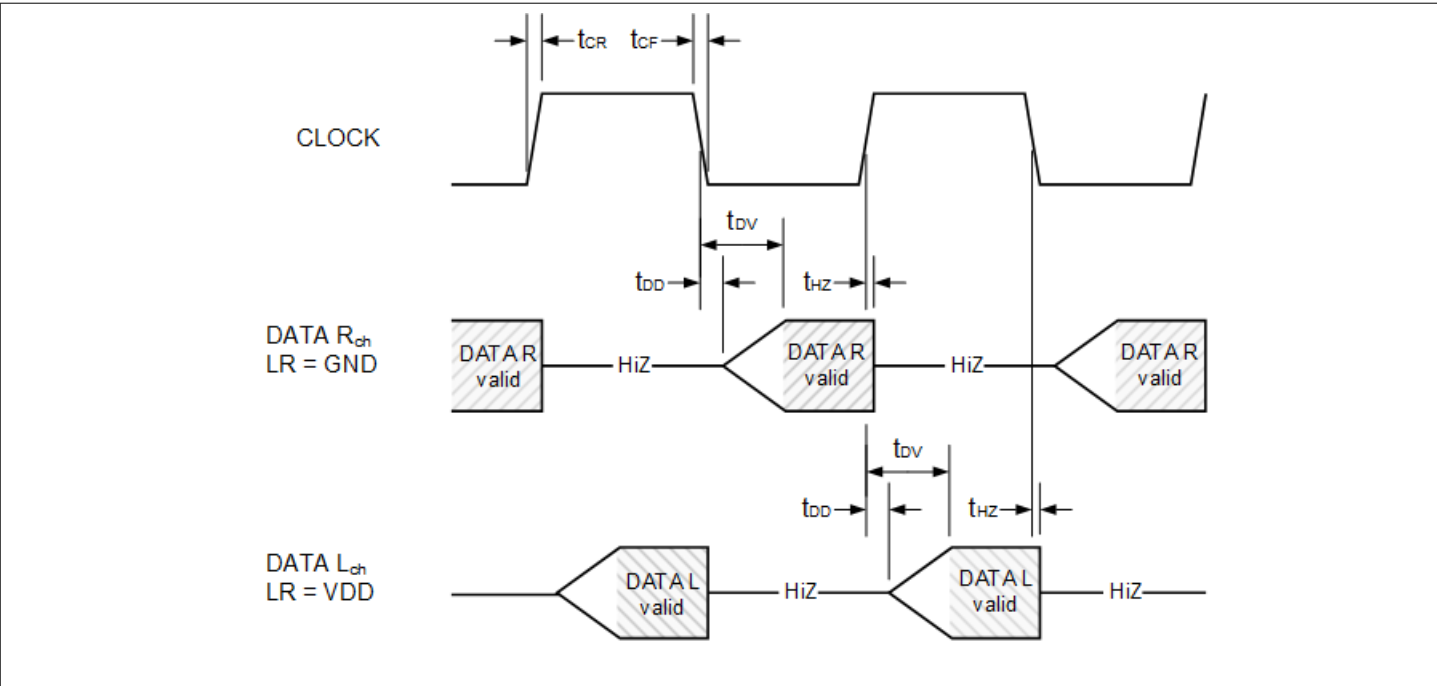 tCR tCF
CLOCK
tDV
tDD tHZ
DATA Rch
LR = GND
DATA R
valid
HiZ
DATA R
valid
HiZ
DATA R
valid
tDV
tDD tHZ
DATA Lch
LR = VDD
DATA L
valid
HiZ
DATA L
valid
HiZ